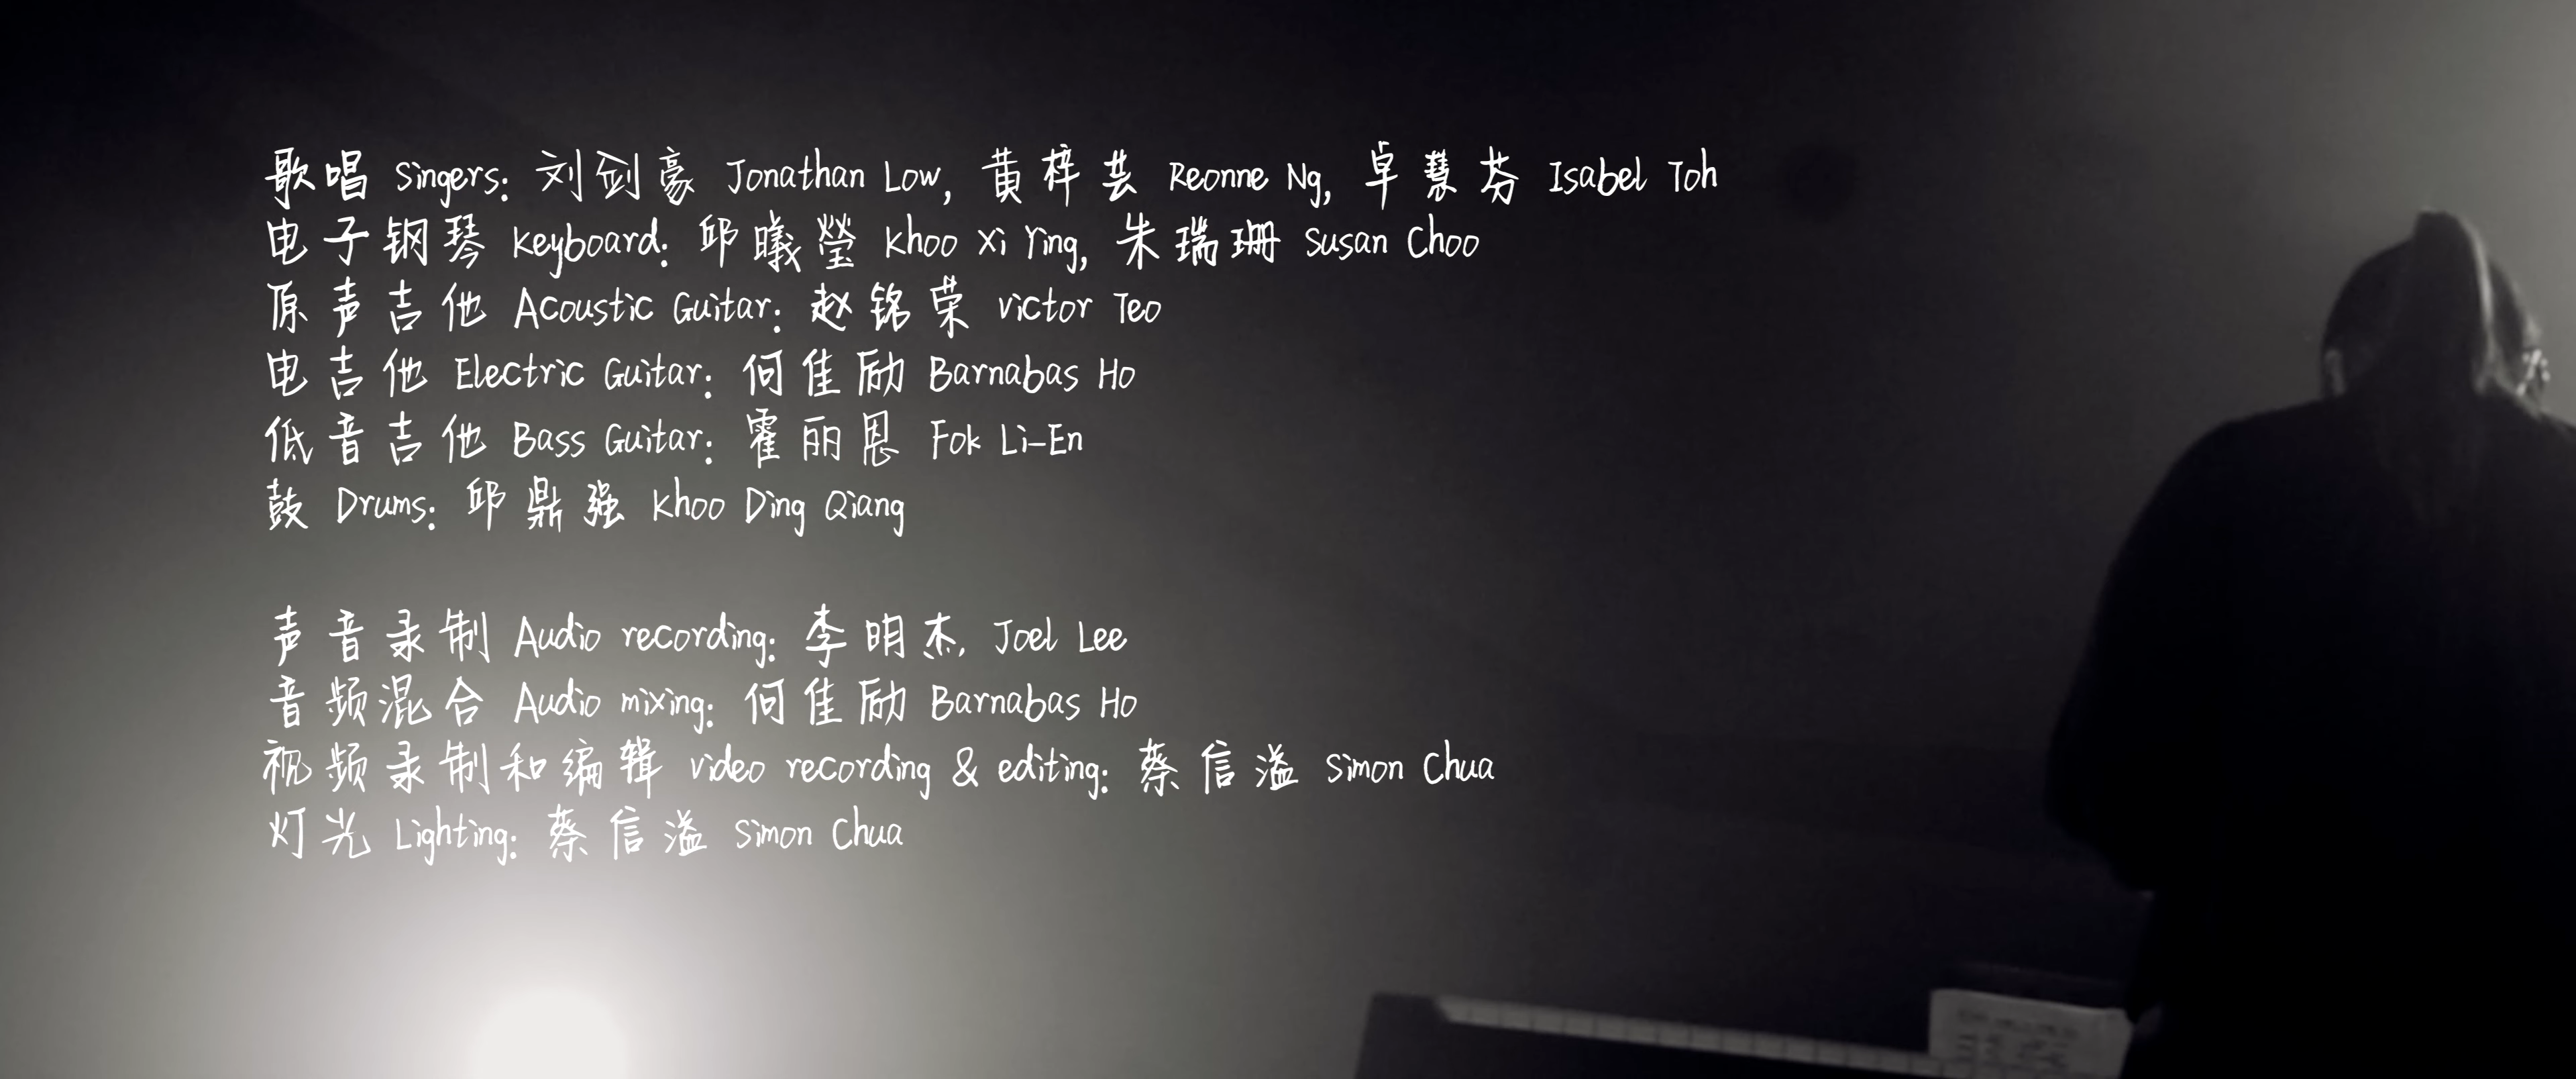 歌唱 Singers: 刘剑豪 Jonathan Low, 黄梓芸 Reonne Ng, 卓慧芬 Isabel Toh
电子钢琴 Keyboard: 邱曦瑩 Khoo Xi Ying, 朱瑞珊 Susan Choo
原声吉他 Acoustic Guitar: 赵铭荣 Victor Teo
电吉他 Electric Guitar: 何佳励 Barnabas Ho
低音吉他 Bass Guitar: 霍丽恩 Fok Li-En
鼓 Drums: 邱鼎强 Khoo Ding Qiang
声音录制 Audio recording: 李明杰, Joel Lee
音频混合 Audio mixing: 何佳励 Barnabas Ho
视频录制和编辑 Video recording & editing: 蔡信溢 Simon Chua
灯光 Lighting: 蔡信溢 Simon Chua